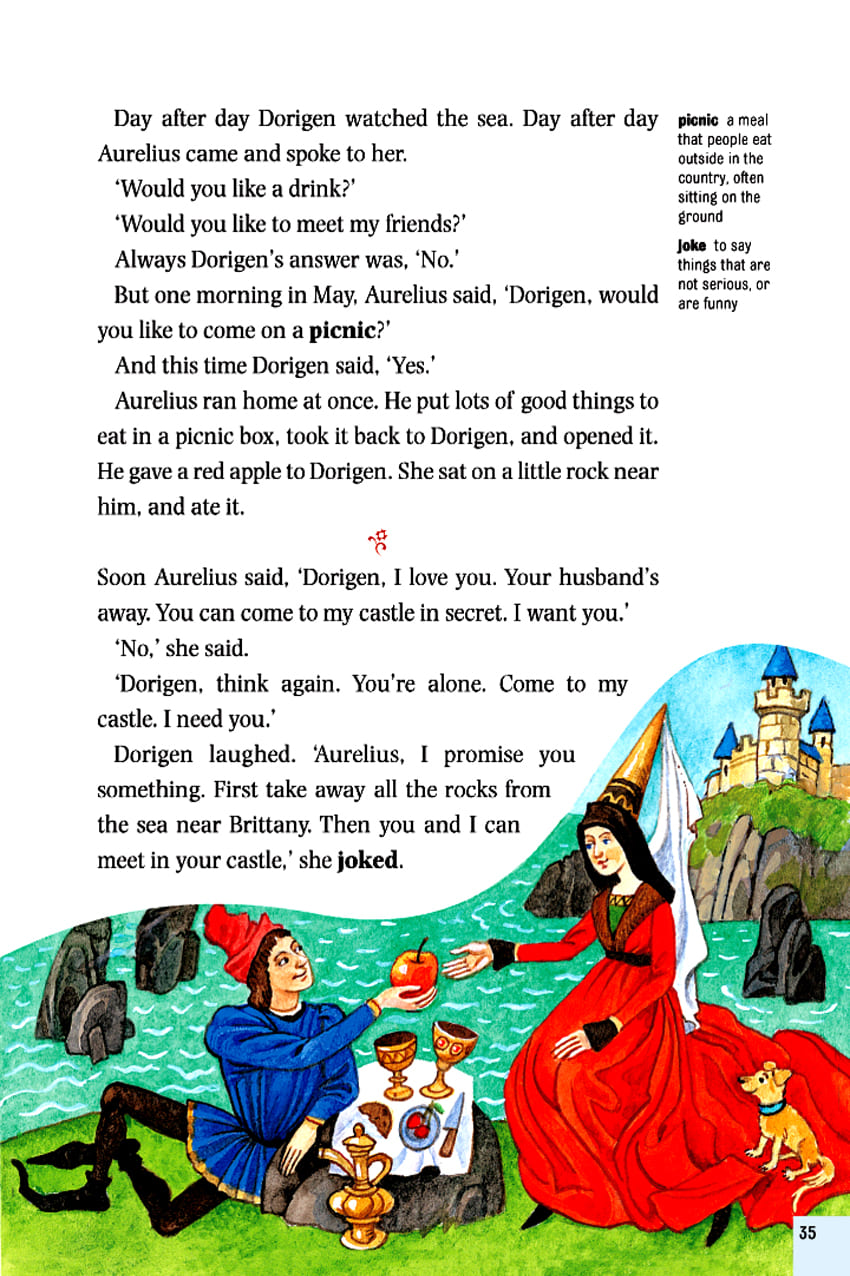 Day after day Dorigen watched the sea. Day after day
Aurelius came and spoke to her.
‘Would you like a drink?’
‘Would you like to meet my friends?’
Always Dorigen’s answer was, ‘No.’
But one morning in May, Aurelius said, ‘Dorigen, would
you like to come on a picnic?’
And this time Dorigen said, ‘Yes.’
Aurelius ran home at once. He put lots of good things to
eat in a picnic box, took it back to Dorigen, and opened it.
He gave a red apple to Dorigen. She sat on a little rock near
him, and ate it.
Soon Aurelius said, ‘Dorigen, I love you. Your husband’s
away. You can come to my castle in secret. I want you.’
‘No,’ she said.
‘Dorigen, think again. You’re alone. Come to my
castle. I need you.’
Dorigen laughed. ‘Aurelius, I promise you
something. First take away all the rocks from
the sea near Brittany. Then you and I can
meet in your castle,’ she joked.
picnic a meal
that people eat
outside in the
country, often
sitting on the
ground
joke to say
things that are
not serious, or
are funny
35